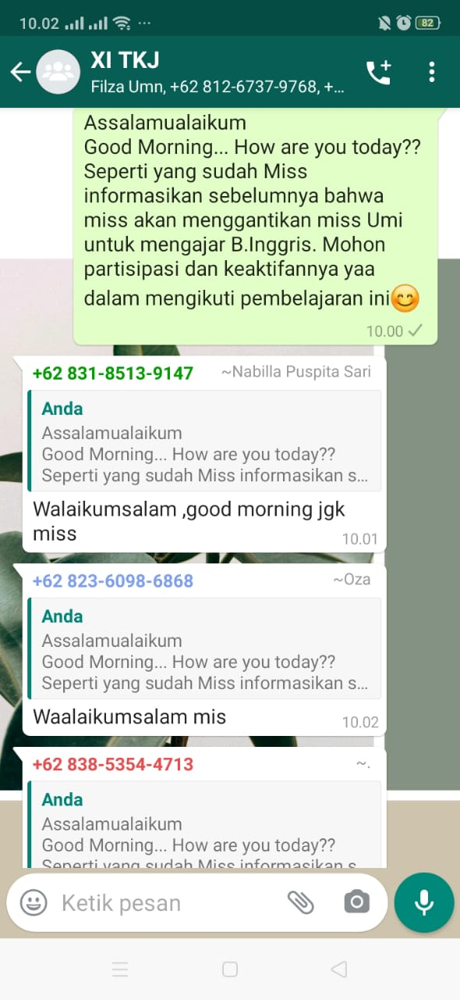 10.02
82
XI TKJ
Filza Umn, +62 812-6737-9768, +...
Assalamualaikum
Good Morning... How are you today??
Seperti yang sudah Miss
informasikan sebelumnya bahwa
miss akan menggantikan miss Umi
untuk mengajar B.Inggris. Mohon
partisipasi dan keaktifannya yaa
dalam mengikuti pembelajaran ini😊
10.00
+62 831-8513-9147 ~Nabilla Puspita Sari
Anda
Assalamualaikum
Good Morning... How are you today??
Seperti yang sudah Miss informasikan s...
Walaikumsalam ,good morning jgk
miss
10.01
+62 823-6098-6868 ~Oza
Anda
Assalamualaikum
Good Morning... How are you today??
Seperti yang sudah Miss informasikan s...
Waalaikumsalam mis
10.02
+62 838-5354-4713 ~.
Anda
Assalamualaikum
Good Morning... How are you today??
Seperti yang sudah Miss informasikan s
Ketik pesan